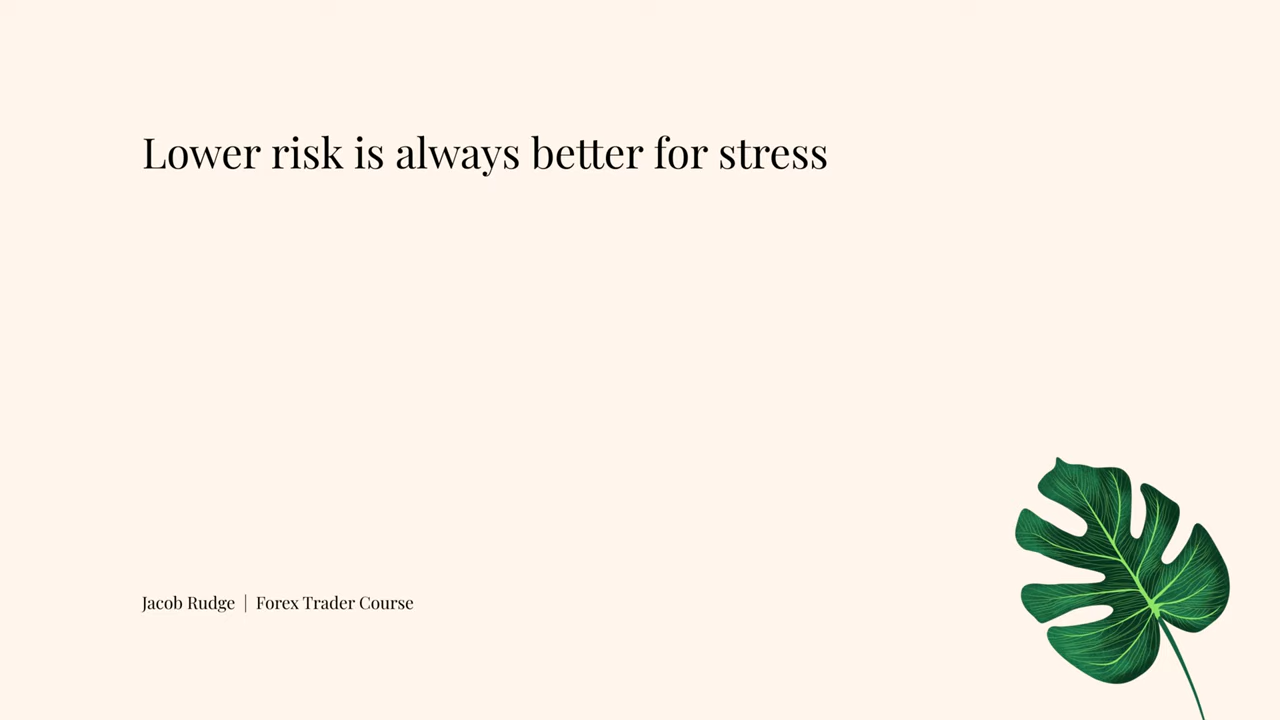 Lower risk is always better for stress
Jacob Rudge | Forex Trader Course